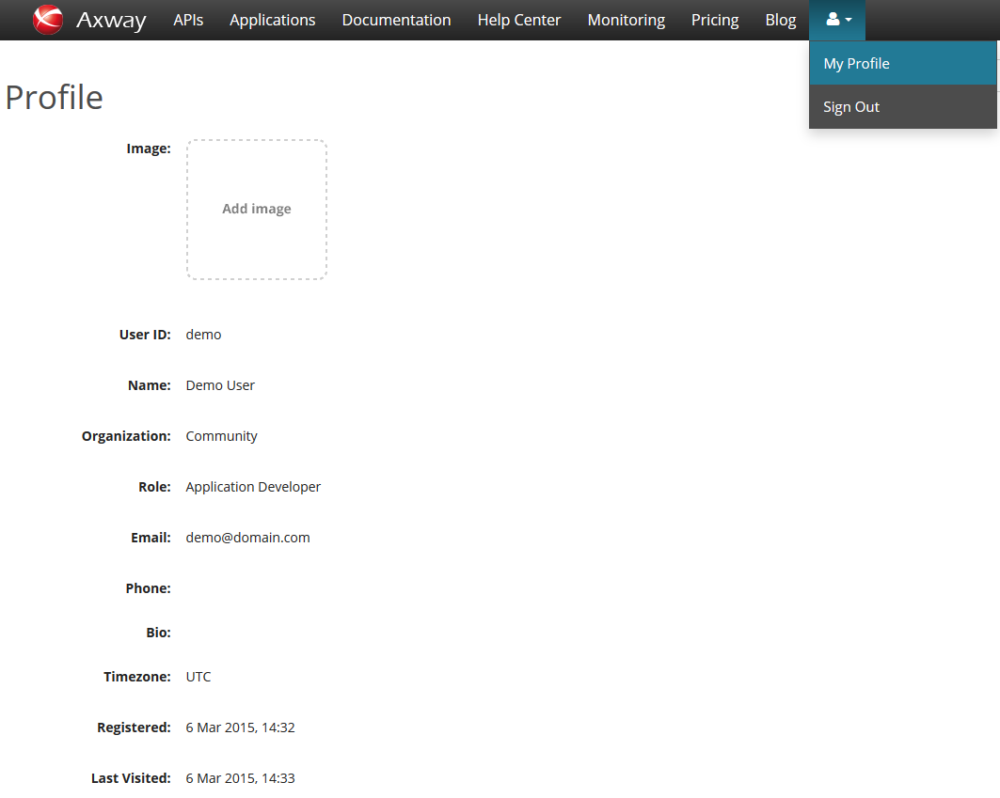 Axway APIs Applications Documentation Help Center Monitoring Pricing Blog
My Profile
Sign Out
Profile
Image:
Add image
User ID: demo
Name: Demo User
Organization: Community
Role: Application Developer
Email: demo@domain.com
Phone:
Bio:
Timezone: UTC
Registered: 6 Mar 2015, 14:32
Last Visited: 6 Mar 2015, 14:33